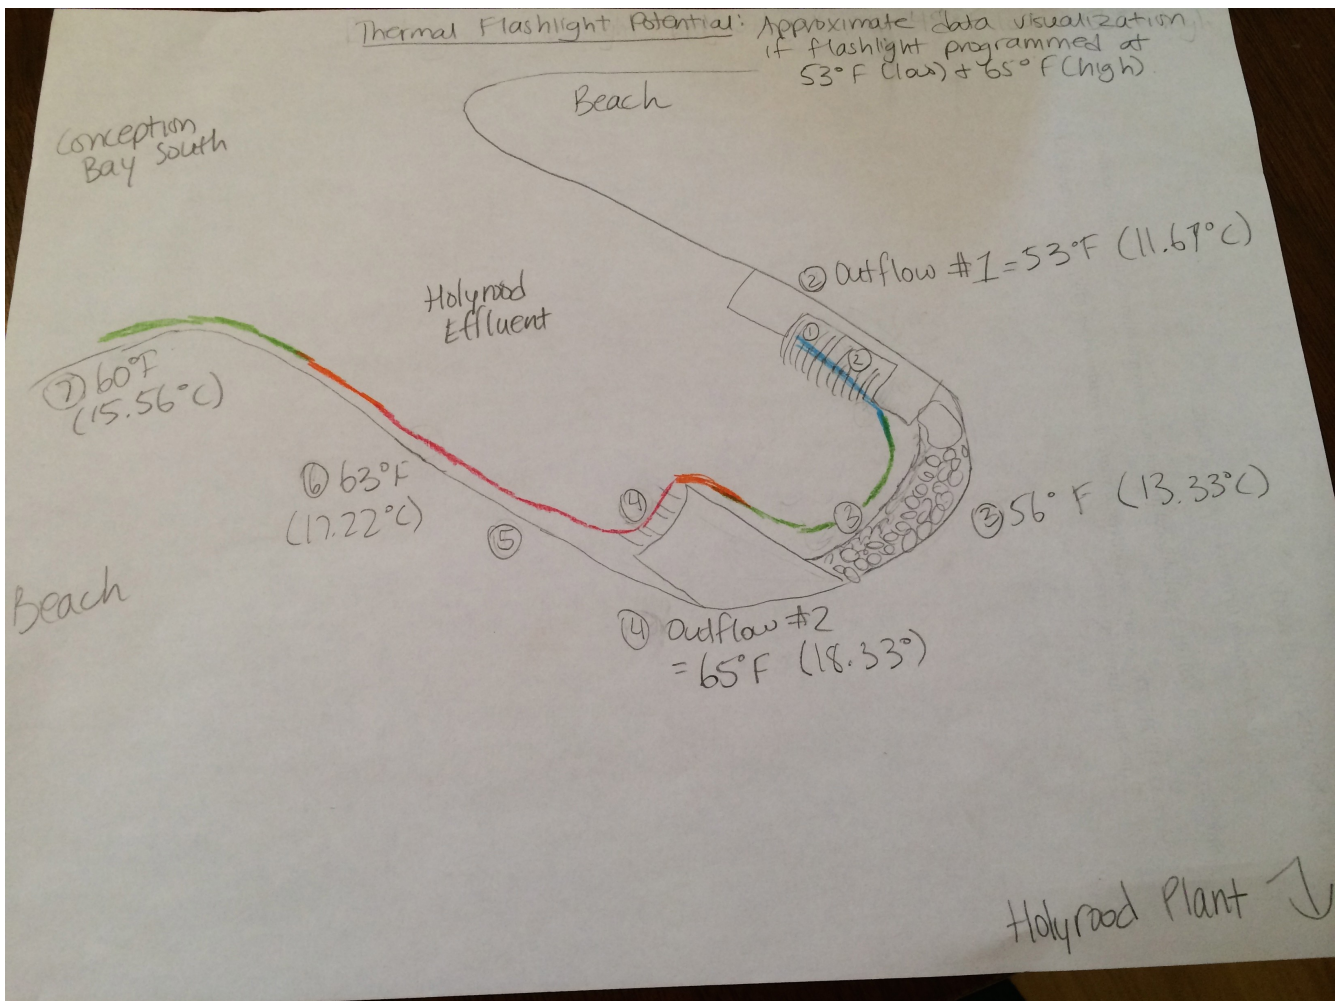 Thermal Flashlight Potential: Approximate data visualization
if flashlight programmed at
53°F (low) + 65°F (high)
Beach
Conception
Bay South
② Outflow #1 = 53°F (11.67°C)
Holyrood
Effluent
①
②
⑦ 60°F
(15.56°C)
⑥ 63°F
(17.22°C)
④
③
③ 56°F (13.33°C)
⑤
Beach
④ Outflow #2
= 65°F (18.33°)
Holyrood Plant